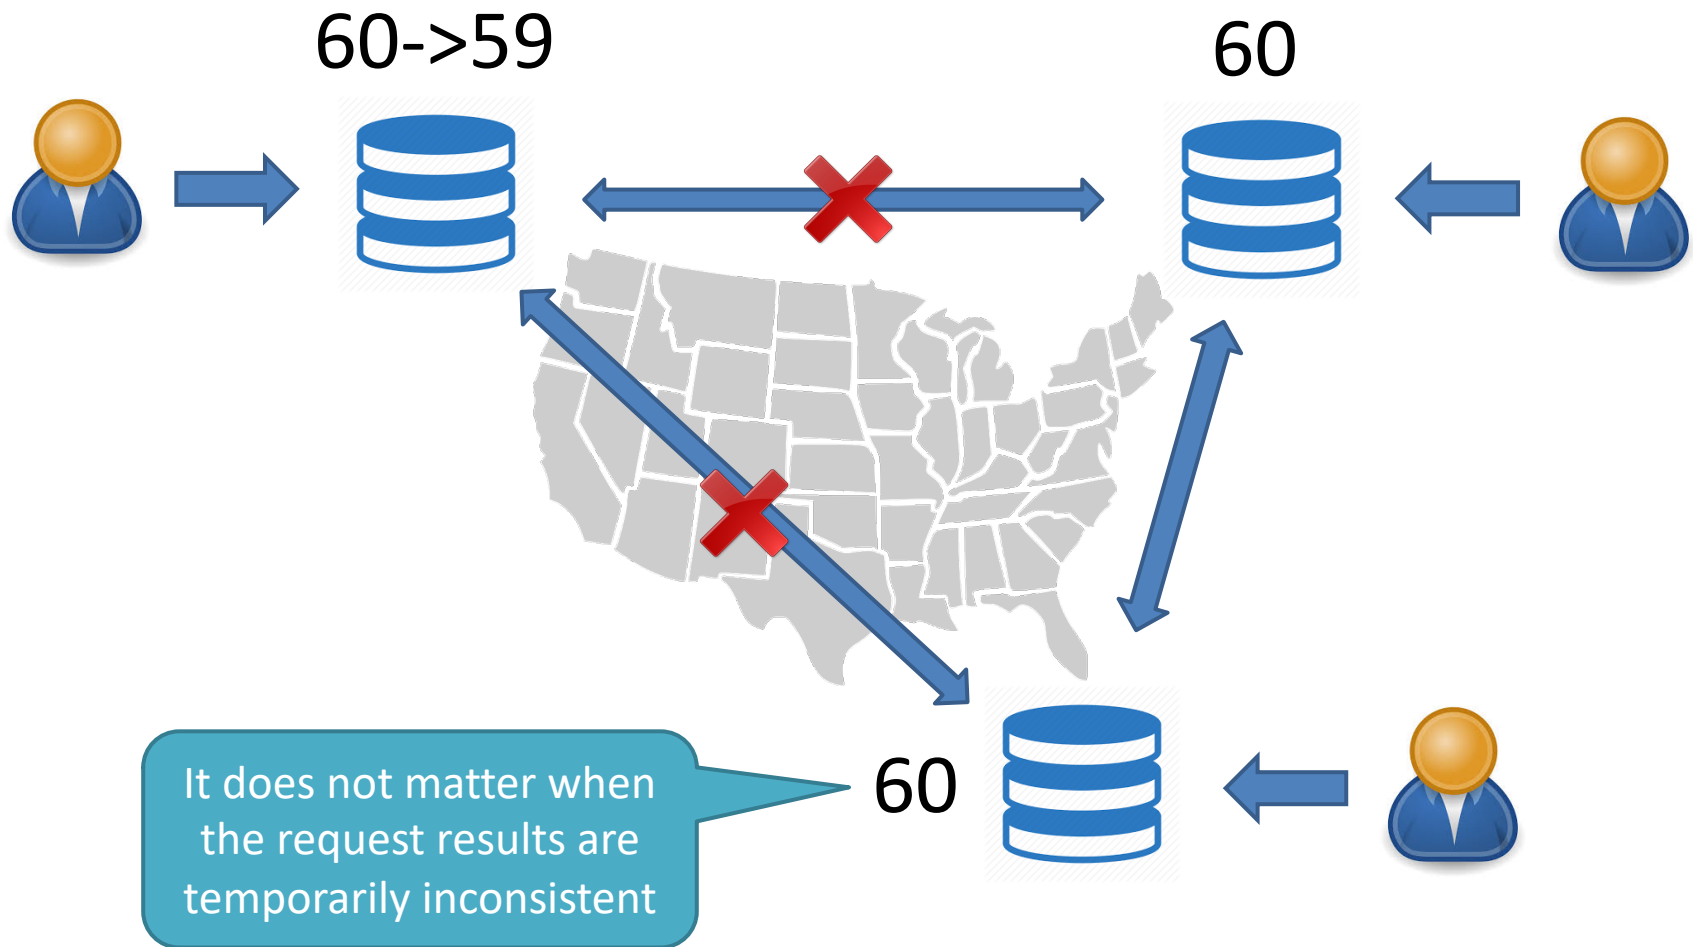 60->59
60
60
It does not matter when
the request results are
temporarily inconsistent